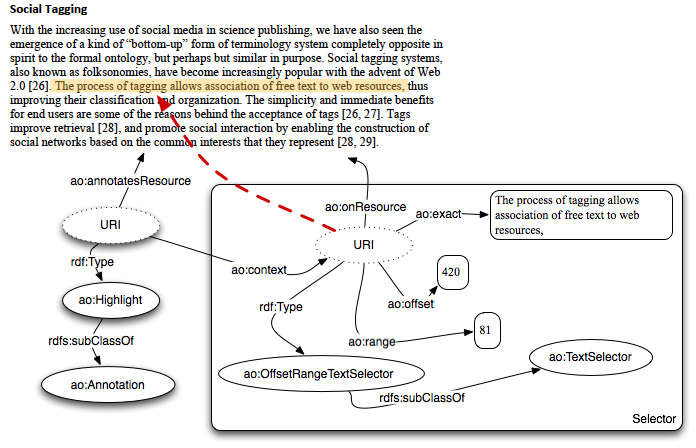 Social Tagging
With the increasing use of social media in science publishing, we have also seen the
emergence of a kind of “bottom-up” form of terminology system completely opposite in
spirit to the formal ontology, but perhaps but similar in purpose. Social tagging systems,
also known as folksonomies, have become increasingly popular with the advent of Web
2.0 [26]. The process of tagging allows association of free text to web resources, thus
improving their classification and organization. The simplicity and immediate benefits
for end users are some of the reasons behind the acceptance of tags [26, 27]. Tags
improve retrieval [28], and promote social interaction by enabling the construction of
social networks based on the common interests that they represent [28, 29].
ao:annotatesResource
ao:onResource
ao:exact
The process of tagging allows
association of free text to web
resources,
URI
URI
rdf:Type
ao:context
420
ao:Highlight
rdf:Type
ao:offset
81
rdfs:subClassOf
ao:range
ao:TextSelector
ao:Annotation
ao:OffsetRangeTextSelector
rdfs:subClassOf
Selector